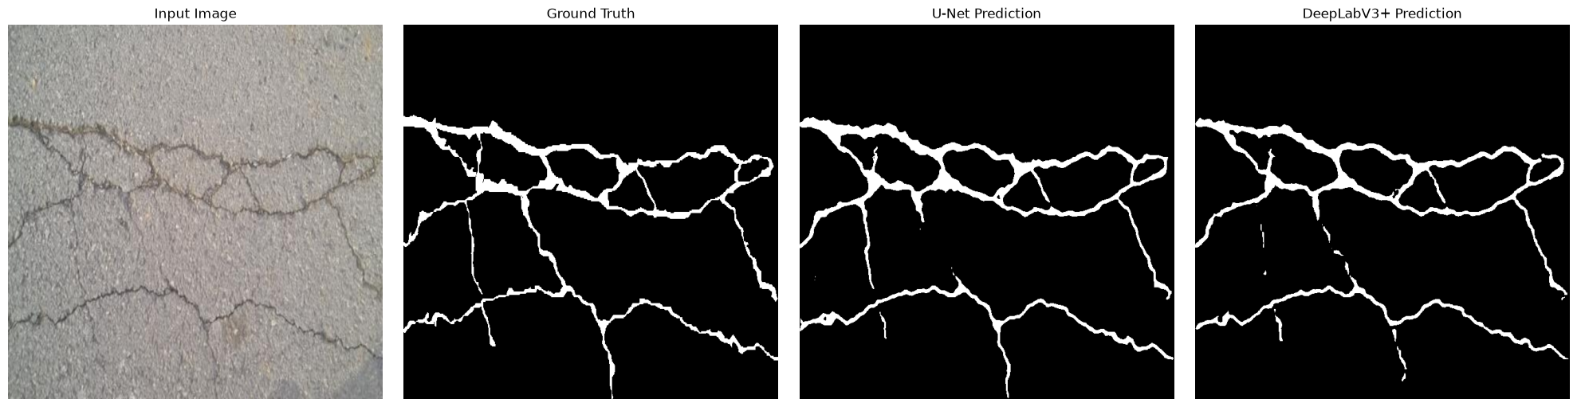 Input Image
Ground Truth
U-Net Prediction
DeepLabV3+ Prediction